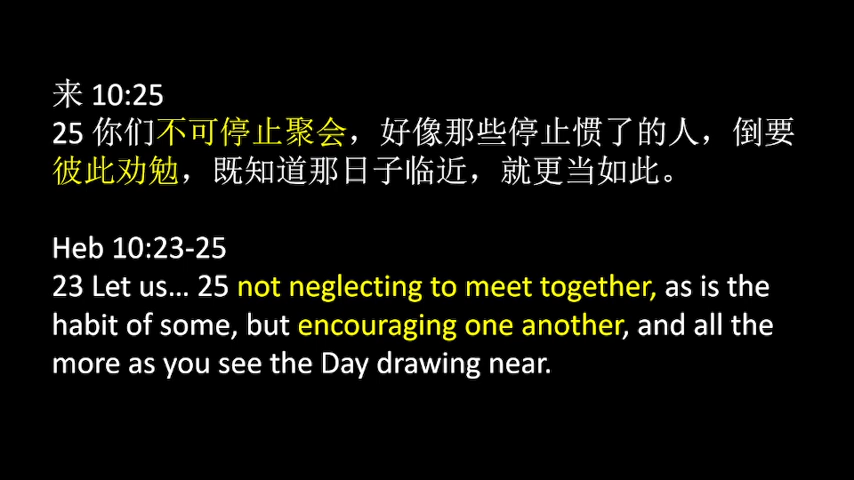 来 10:25
25 你们不可停止聚会，好像那些停止惯了的人，倒要
彼此劝勉，既知道那日子临近，就更当如此。
Heb 10:23-25
23 Let us... 25 not neglecting to meet together, as is the
habit of some, but encouraging one another, and all the
more as you see the Day drawing near.